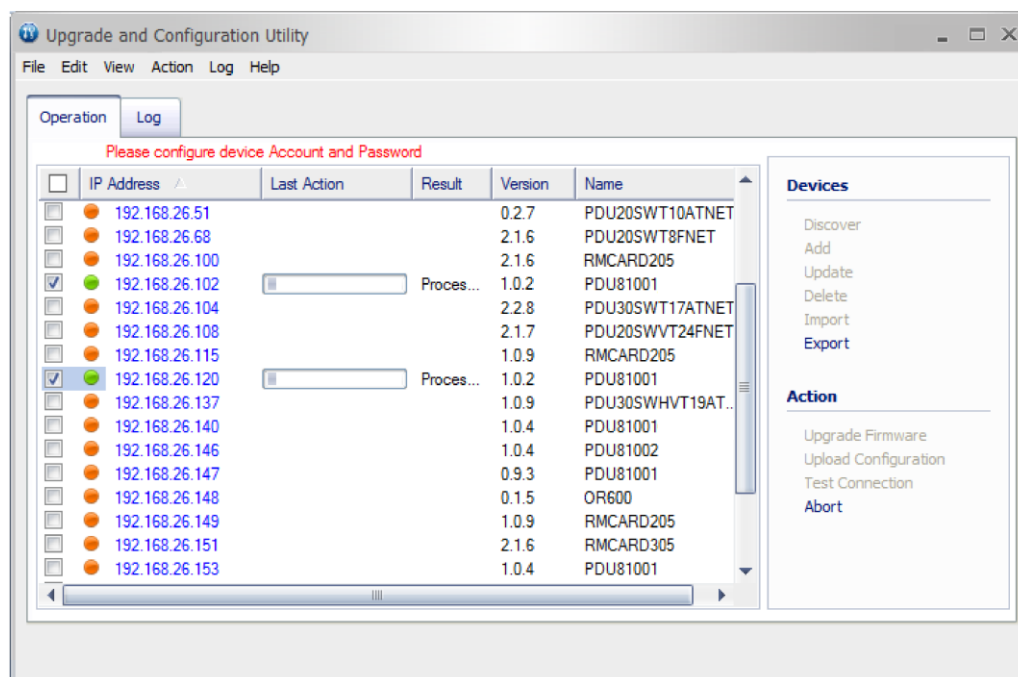 Upgrade and Configuration Utility
File Edit View Action Log Help
Operation Log
Please configure device Account and Password
IP Address Last Action Result Version Name
192.168.26.51 0.2.7 PDU20SWT10ATNET
192.168.26.68 2.1.6 PDU20SWT8FNET
192.168.26.100 2.1.6 RMCARD205
192.168.26.102 Proces... 1.0.2 PDU81001
192.168.26.104 2.2.8 PDU30SWT17ATNET
192.168.26.108 2.1.7 PDU20SWVT24FNET
192.168.26.115 1.0.9 RMCARD205
192.168.26.120 Proces... 1.0.2 PDU81001
192.168.26.137 1.0.9 PDU30SWHVT19AT..
192.168.26.140 1.0.4 PDU81001
192.168.26.146 1.0.4 PDU81002
192.168.26.147 0.9.3 PDU81001
192.168.26.148 0.1.5 OR600
192.168.26.149 1.0.9 RMCARD205
192.168.26.151 2.1.6 RMCARD305
192.168.26.153 1.0.4 PDU81001
Devices
Discover
Add
Update
Delete
Import
Export
Action
Upgrade Firmware
Upload Configuration
Test Connection
Abort